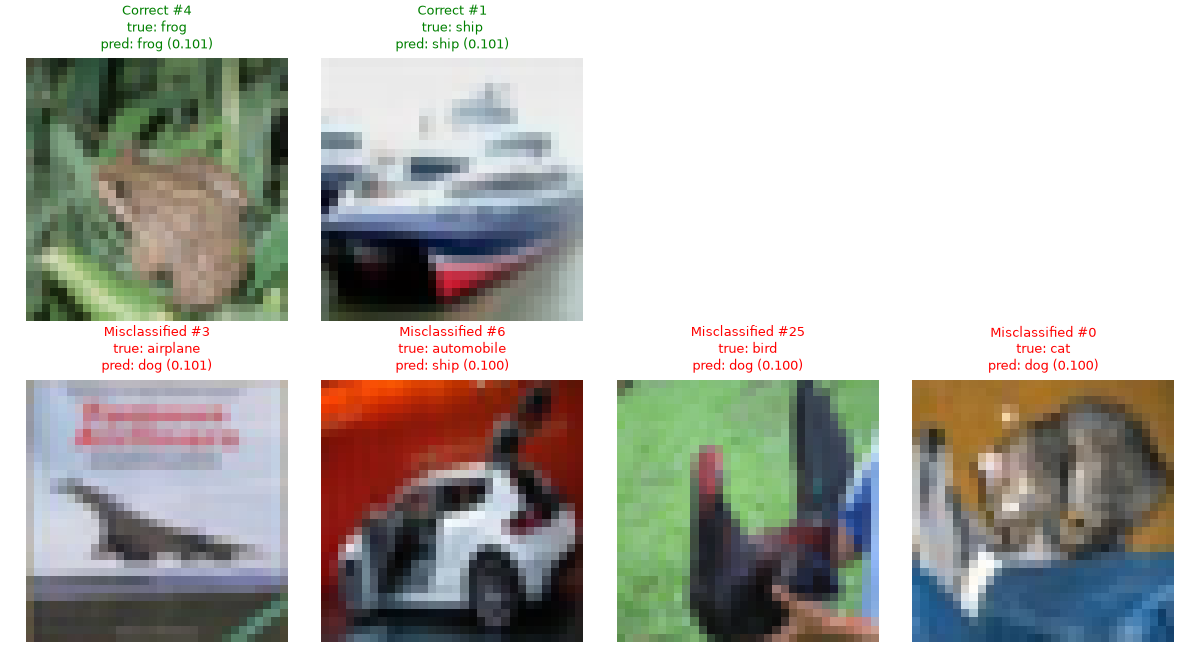 Correct #4
true: frog
pred: frog (0.101)
Correct #1
true: ship
pred: ship (0.101)
Misclassified #3
true: airplane
pred: dog (0.101)
Misclassified #6
true: automobile
pred: ship (0.100)
Misclassified #25
true: bird
pred: dog (0.100)
Misclassified #0
true: cat
pred: dog (0.100)